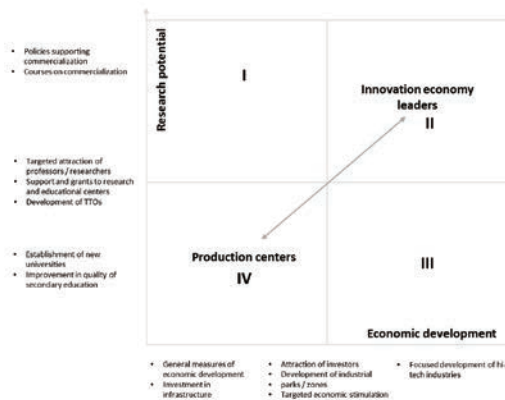 • Policies supporting
commercialization
• Courses on commercialization
Research potential
I
Innovation economy
leaders
II
• Targeted attraction of
professors / researchers
• Support and grants to research
and educational centers
• Development of TTOs
• Establishment of new
universities
• Improvement in quality of
secondary education
Production centers
IV
III
Economic development
• General measures of
economic development
• Investment in
infrastructure
• Attraction of investors
• Development of industrial
parks / zones
• Targeted economic stimulation
• Focused development of hi-
tech industries